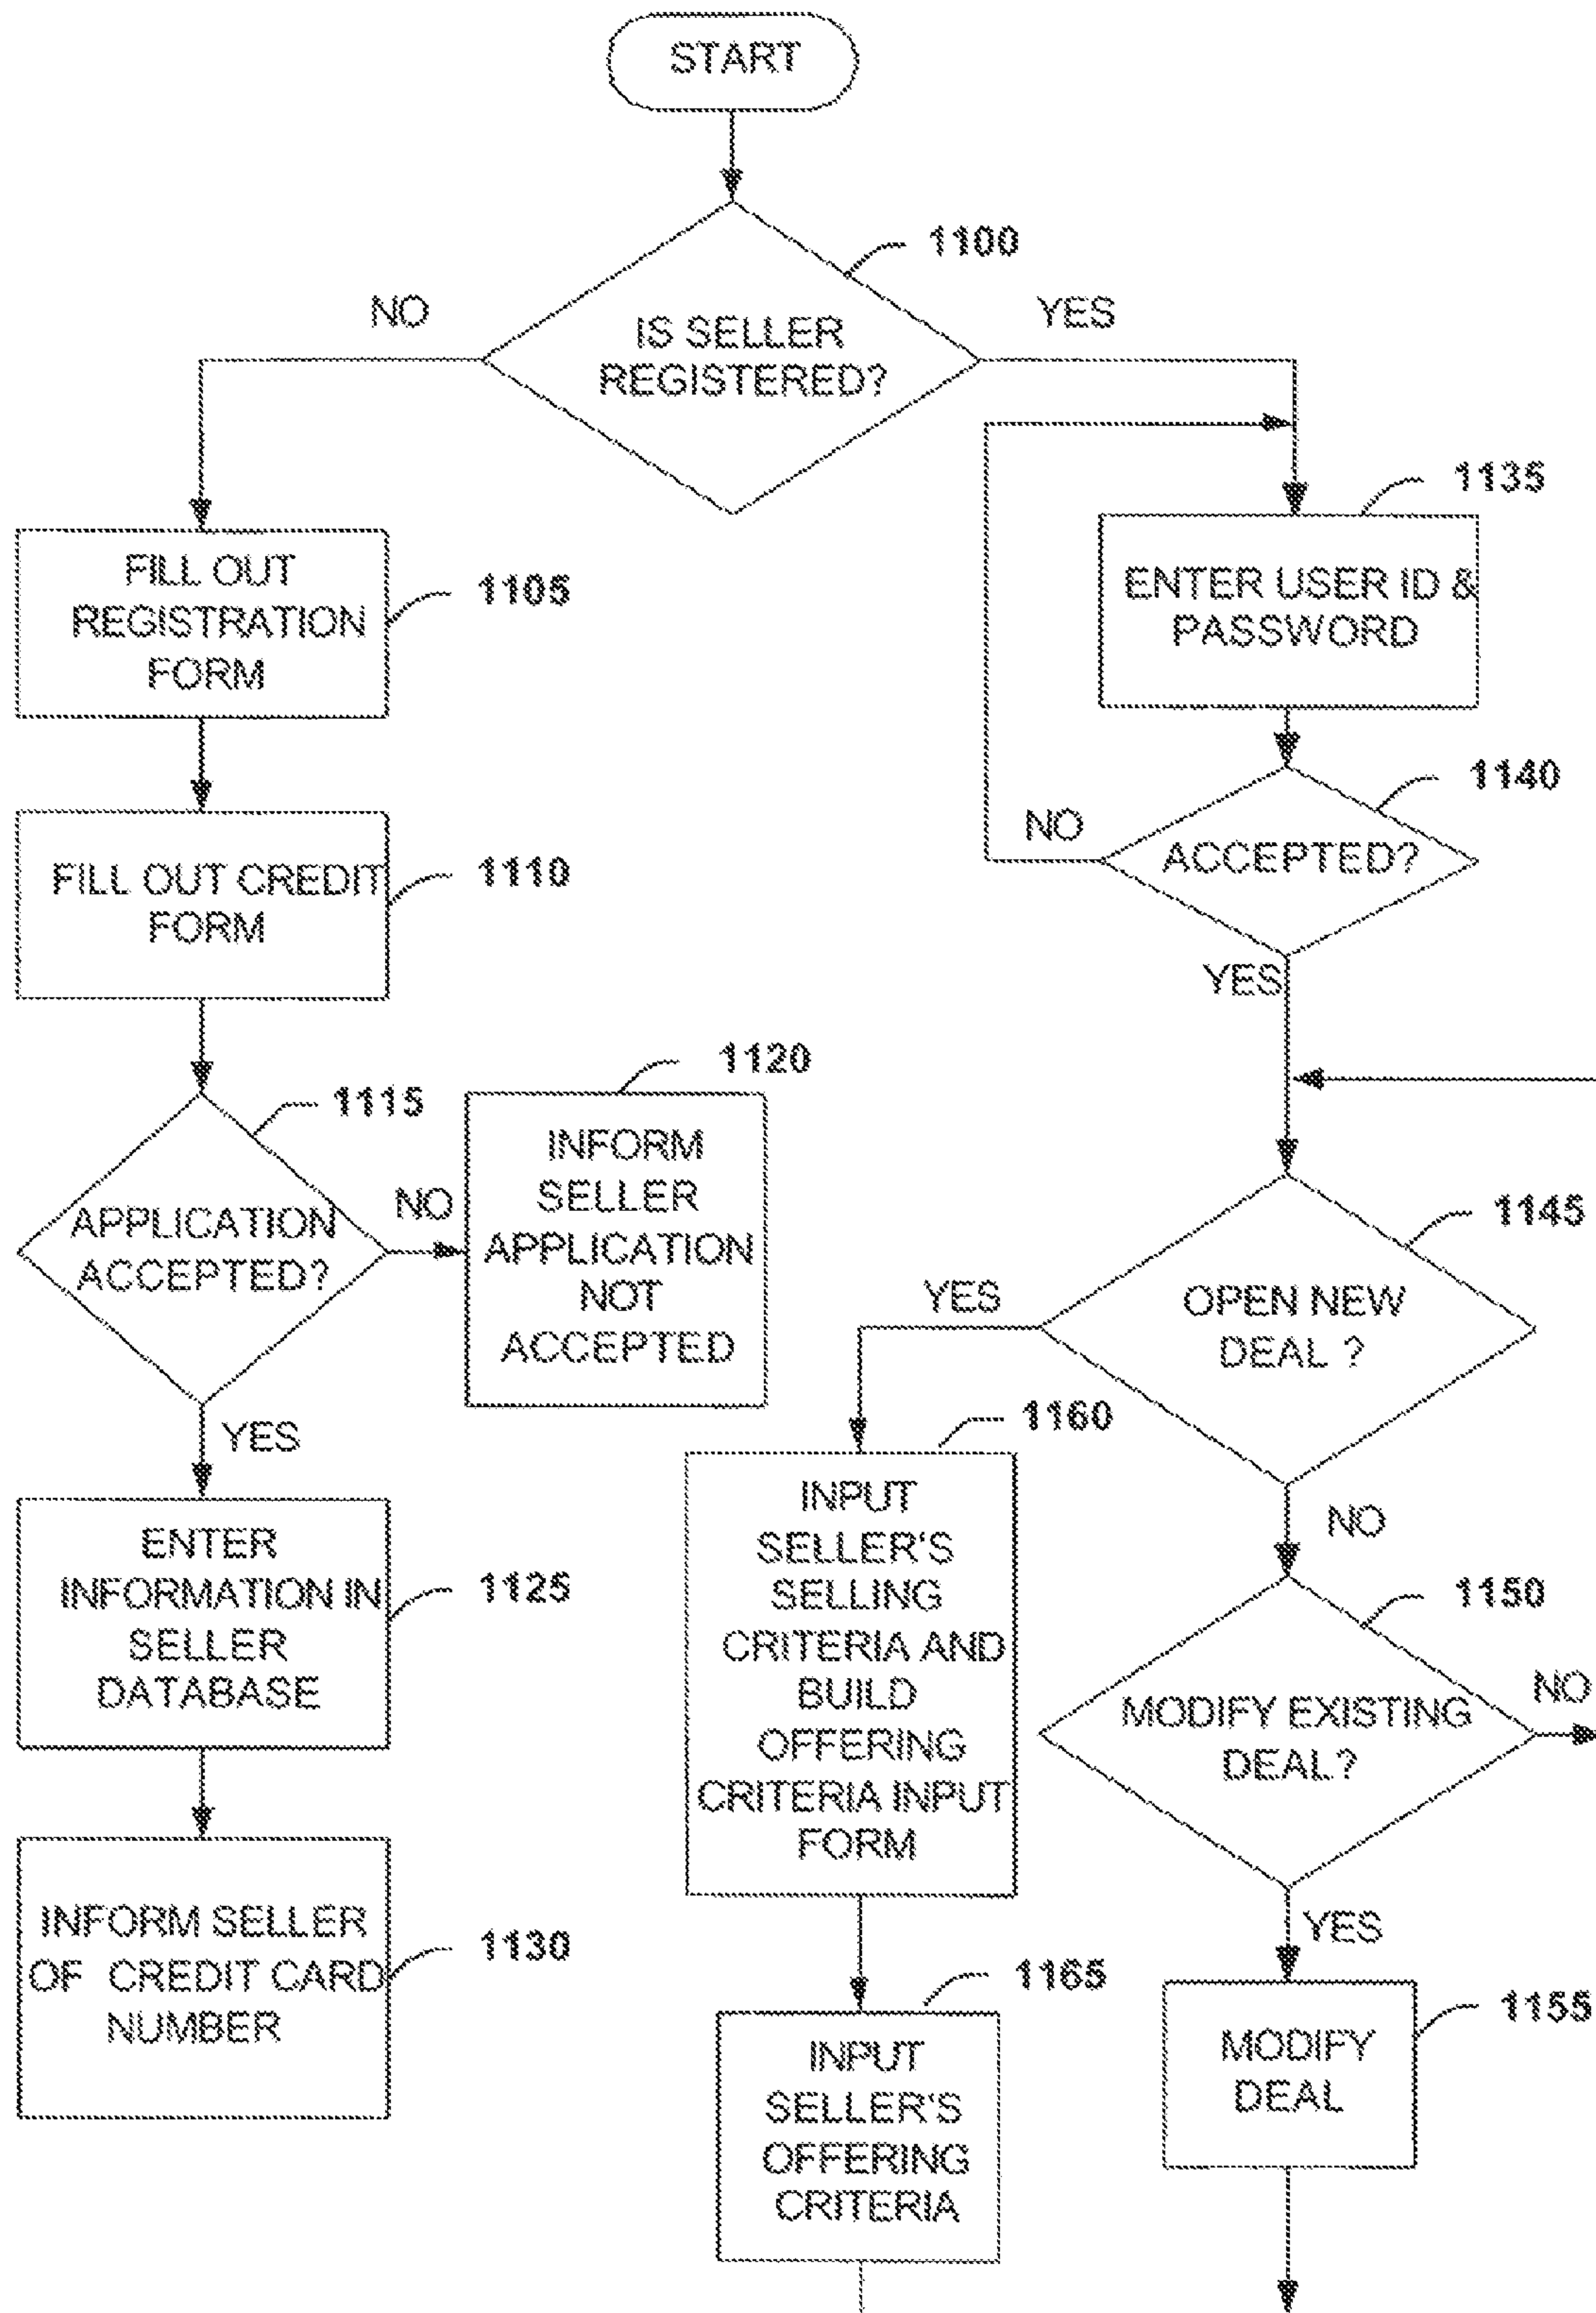 START
1100
NO
YES
IS SELLER
REGISTERED?
1135
FILL OUT
REGISTRATION
FORM
1105
ENTER USER ID &
PASSWORD
1140
NO
ACCEPTED?
FILL OUT CREDIT
FORM
1110
YES
1120
1115
INFORM
SELLER
APPLICATION
NOT
ACCEPTED
NO
APPLICATION
ACCEPTED?
1145
YES
OPEN NEW
DEAL ?
YES
1160
NO
ENTER
INFORMATION IN
SELLER
DATABASE
1125
INPUT
SELLER'S
SELLING
CRITERIA AND
BUILD
OFFERING
CRITERIA INPUT
FORM
1150
NO
MODIFY EXISTING
DEAL?
INFORM SELLER
OF CREDIT CARD
NUMBER
1130
YES
1165
1155
INPUT
SELLER'S
OFFERING
CRITERIA
MODIFY
DEAL